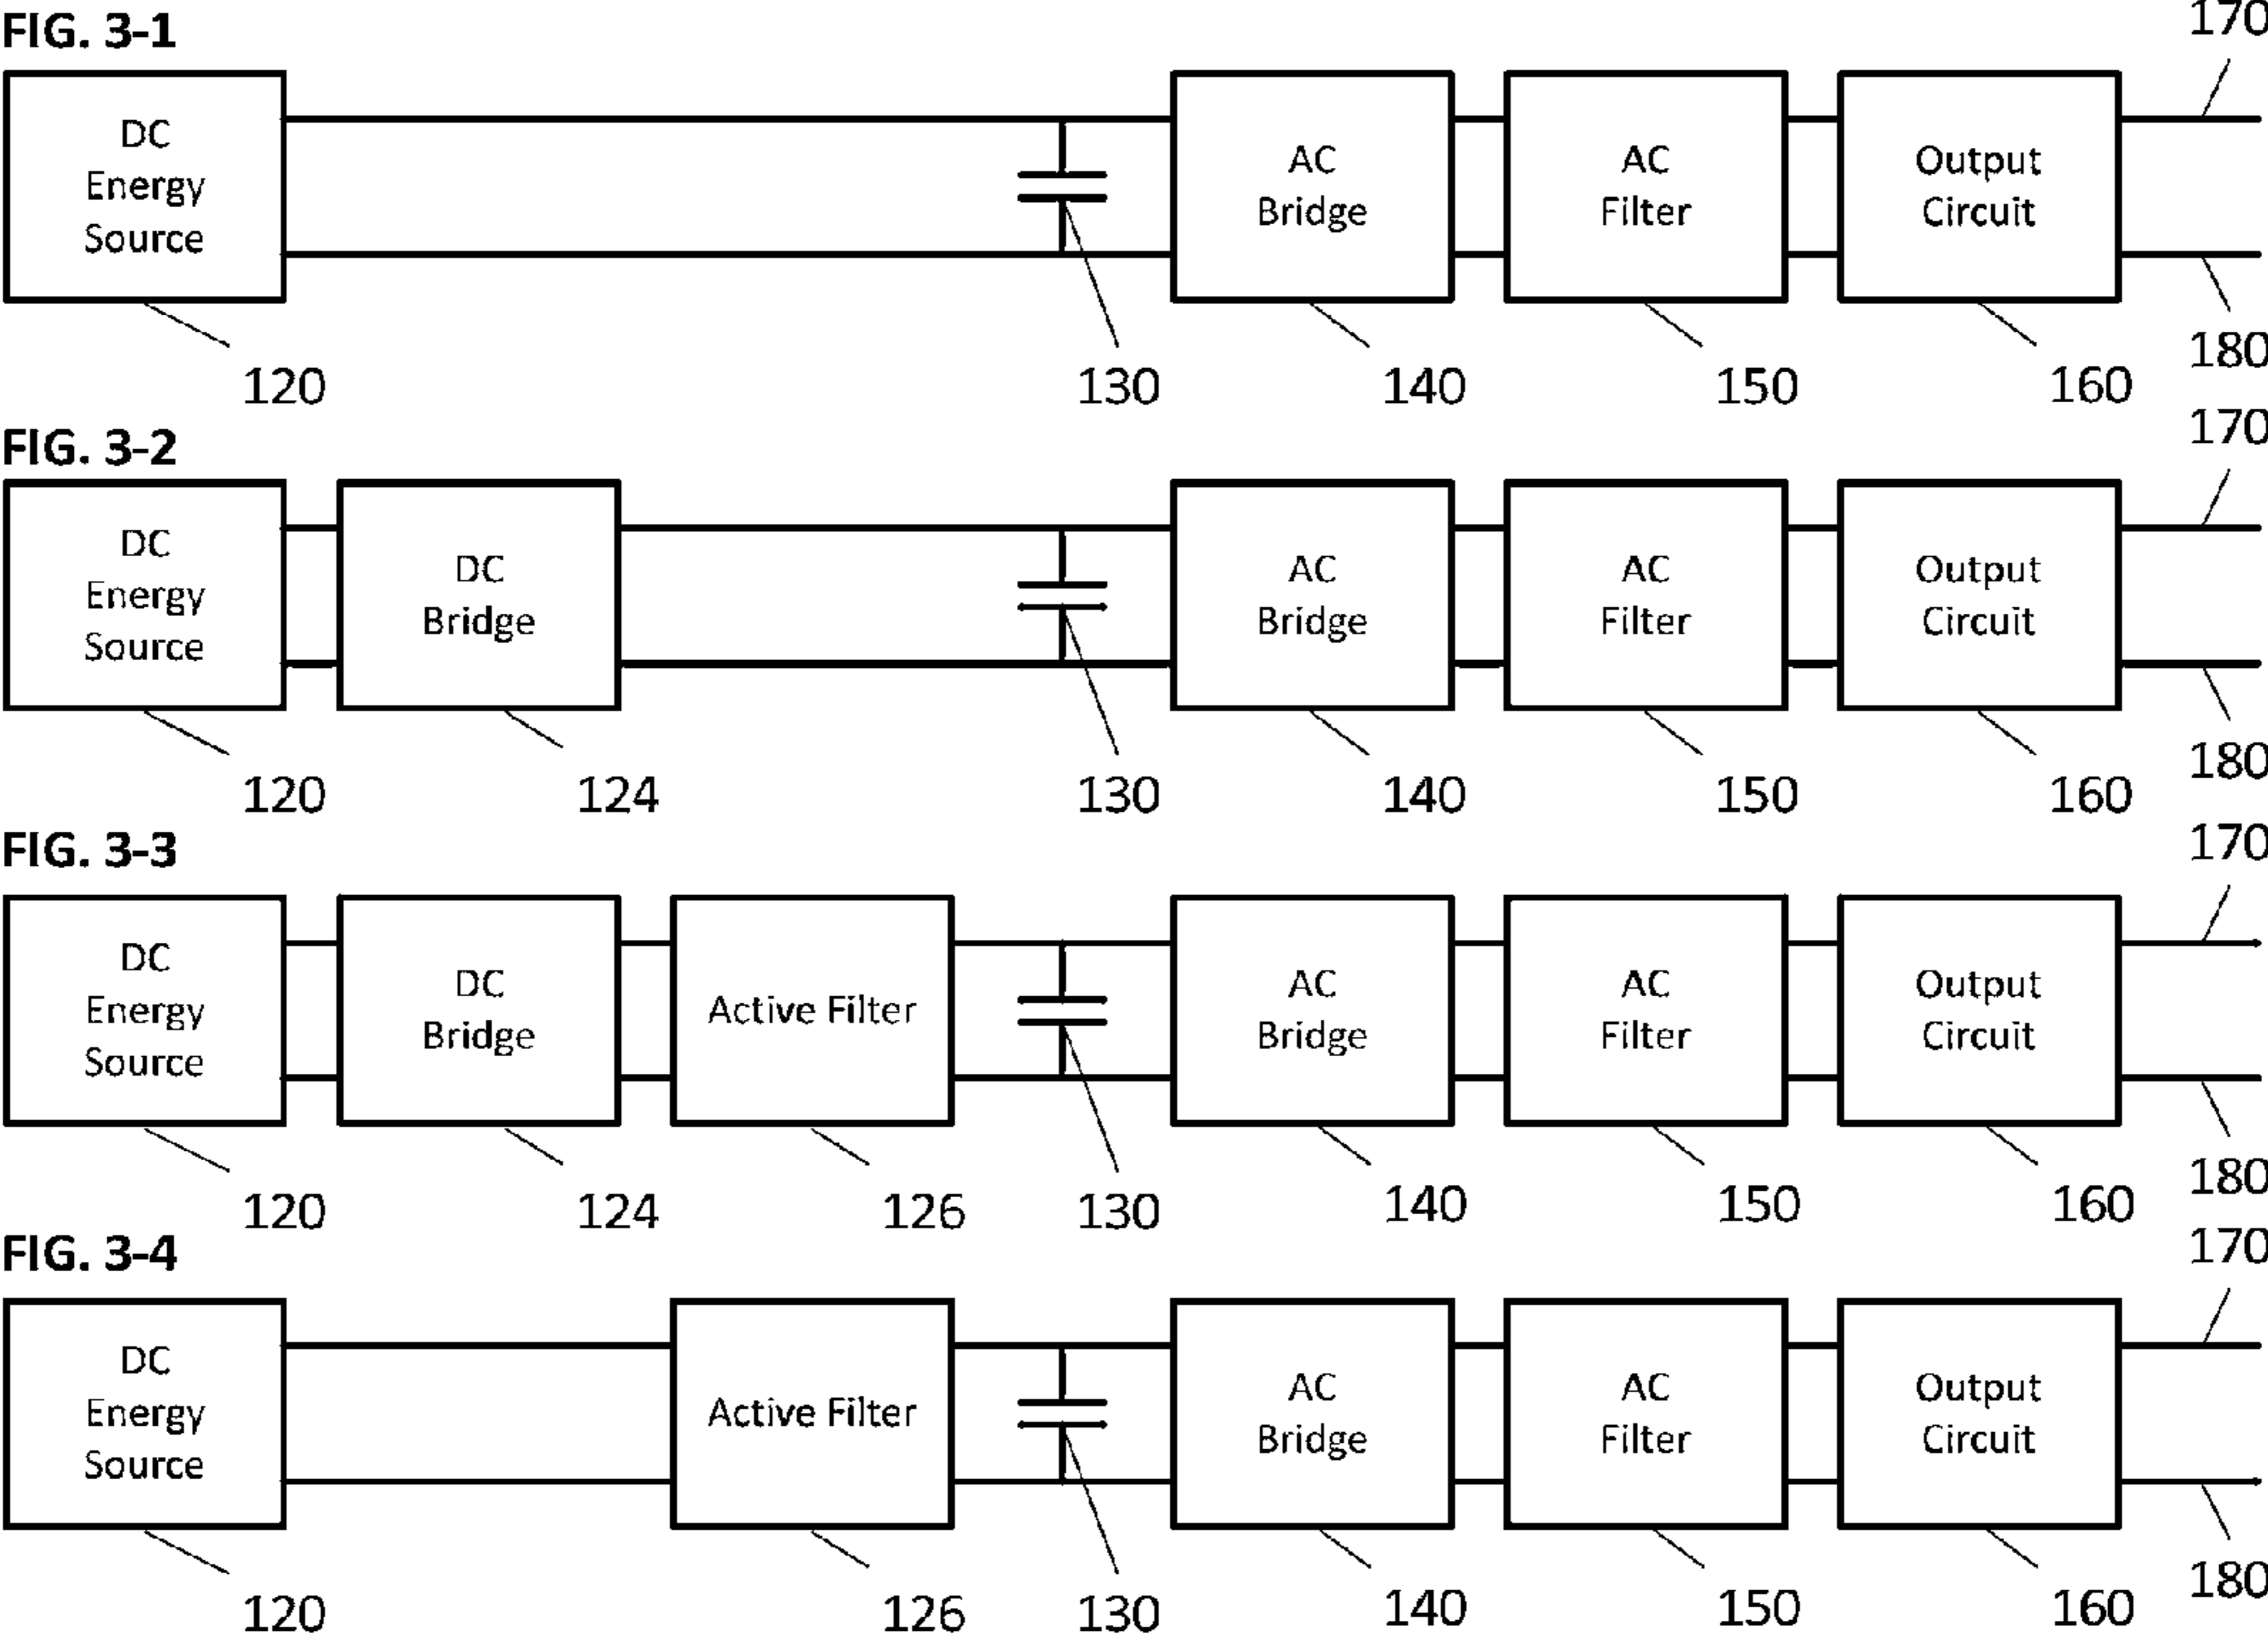 FIG. 3-1
170
DC
Energy
Source
AC
Bridge
AC
Filter
Output
Circuit
120
130
140
150
160
180
FIG. 3-2
170
DC
Energy
Source
DC
Bridge
AC
Bridge
AC
Filter
Output
Circuit
120
124
130
140
150
160
180
FIG. 3-3
170
DC
Energy
Source
DC
Bridge
Active Filter
AC
Bridge
AC
Filter
Output
Circuit
120
124
126
130
140
150
160
180
FIG. 3-4
170
DC
Energy
Source
Active Filter
AC
Bridge
AC
Filter
Output
Circuit
120
126
130
140
150
160
180